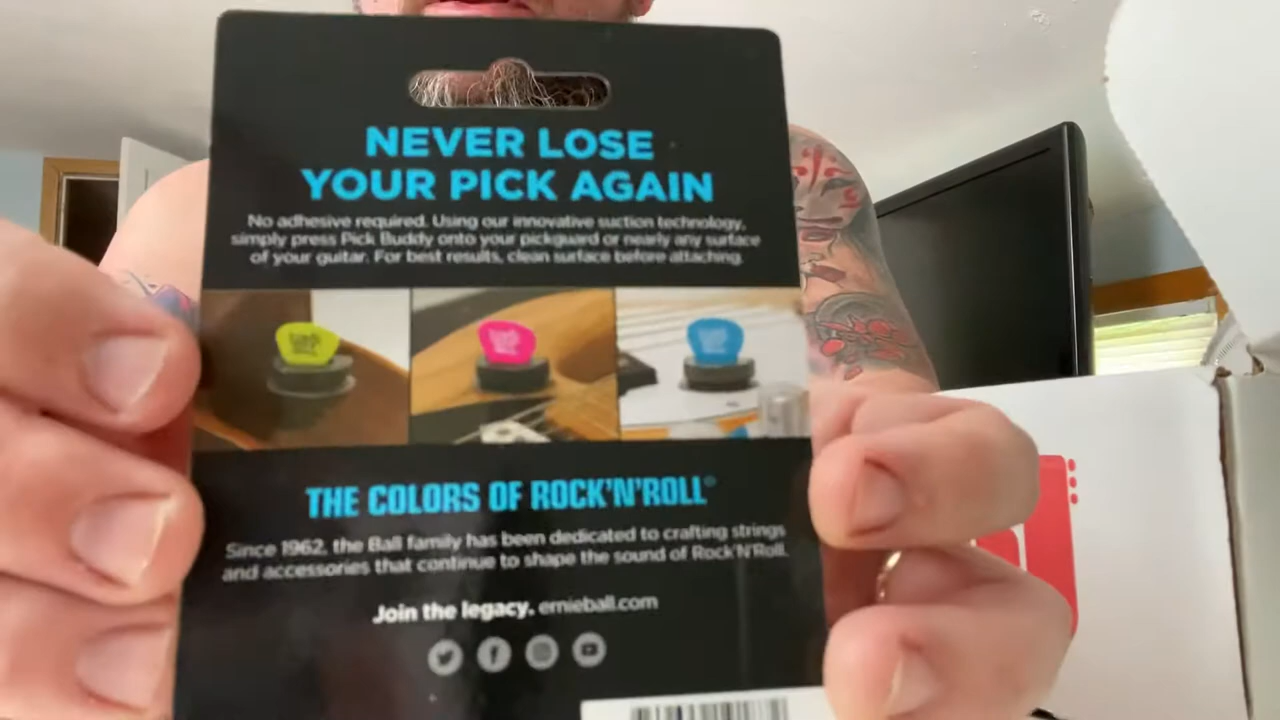 NEVER LOSE
YOUR PICK AGAIN
No adhesive required. Using our innovative suction technology,
simply press Pick Buddy onto your pickguard or nearly any surface
of your guitar. For best results, clean surface before attaching.
THE COLORS OF ROCK'N'ROLL®
Since 1962, the Ball family has been dedicated to crafting strings
and accessories that continue to shape the sound of Rock'N'Roll.
Join the legacy. ernieball.com